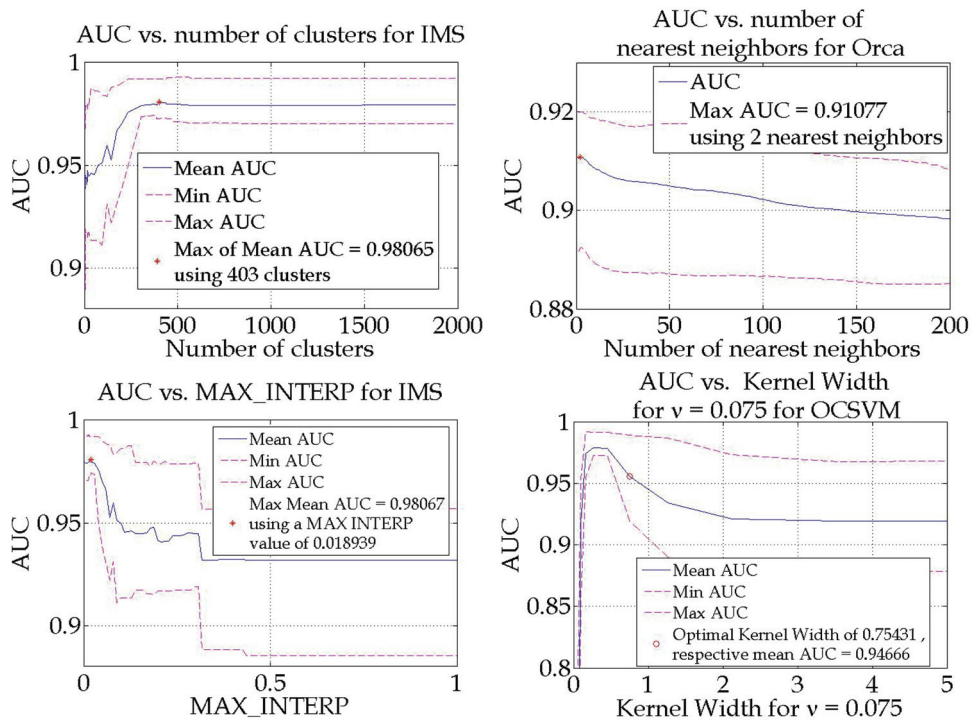 AUC vs. number of clusters for IMS
1
0.95
0.9
AUC
Mean AUC
Min AUC
Max AUC
Max of Mean AUC = 0.98065
using 403 clusters
0 500 1000 1500 2000
Number of clusters
AUC vs. number of
nearest neighbors for Orca
0.92
0.9
0.88
AUC
AUC
Max AUC = 0.91077
using 2 nearest neighbors
0 50 100 150 200
Number of nearest neighbors
AUC vs. MAX_INTERP for IMS
1
0.95
0.9
AUC
Mean AUC
Min AUC
Max AUC
Max Mean AUC = 0.98067
using a MAX INTERP
value of 0.018939
0 0.5 1
MAX_INTERP
AUC vs. Kernel Width
for ν = 0.075 for OCSVM
1
0.95
0.9
0.85
0.8
AUC
Mean AUC
Min AUC
Max AUC
Optimal Kernel Width of 0.75431 ,
respective mean AUC = 0.94666
0 1 2 3 4 5
Kernel Width for ν = 0.075